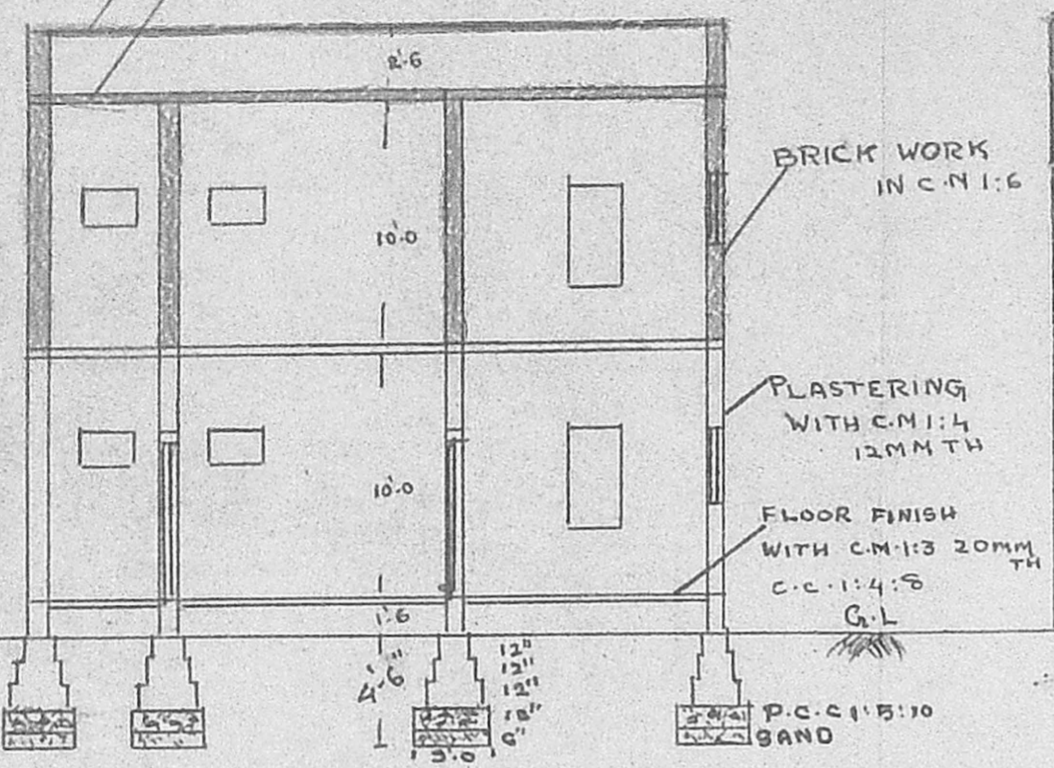 2'-6
BRICK WORK
IN C.M 1:6
10'-0
PLASTERING
WITH C.M 1:4
12MM TH
10'-0
FLOOR FINISH
WITH C.M.1:3 20MM
TH
C.C.1:4:8
G.L
1'-6
4'-6"
12"
12"
12"
6"
3'-0
P.C.C 1:5:10
SAND